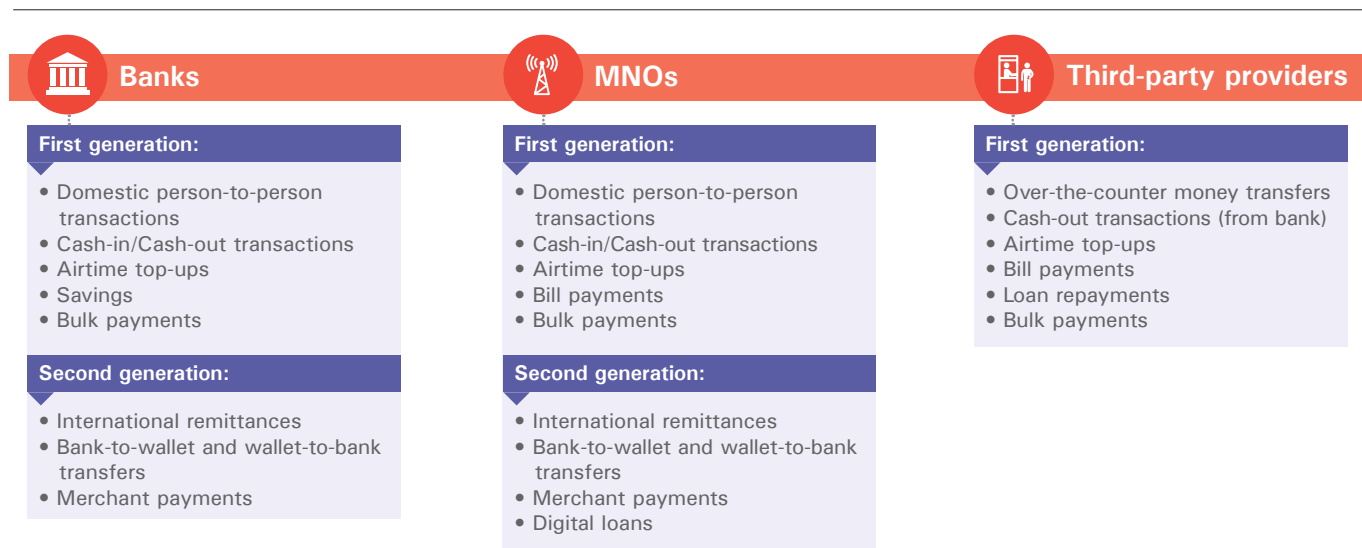 Banks
First generation:
• Domestic person-to-person
transactions
• Cash-in/Cash-out transactions
• Airtime top-ups
• Savings
• Bulk payments
Second generation:
• International remittances
• Bank-to-wallet and wallet-to-bank
transfers
• Merchant payments
MNOs
First generation:
• Domestic person-to-person
transactions
• Cash-in/Cash-out transactions
• Airtime top-ups
• Bill payments
• Bulk payments
Second generation:
• International remittances
• Bank-to-wallet and wallet-to-bank
transfers
• Merchant payments
• Digital loans
Third-party providers
First generation:
• Over-the-counter money transfers
• Cash-out transactions (from bank)
• Airtime top-ups
• Bill payments
• Loan repayments
• Bulk payments